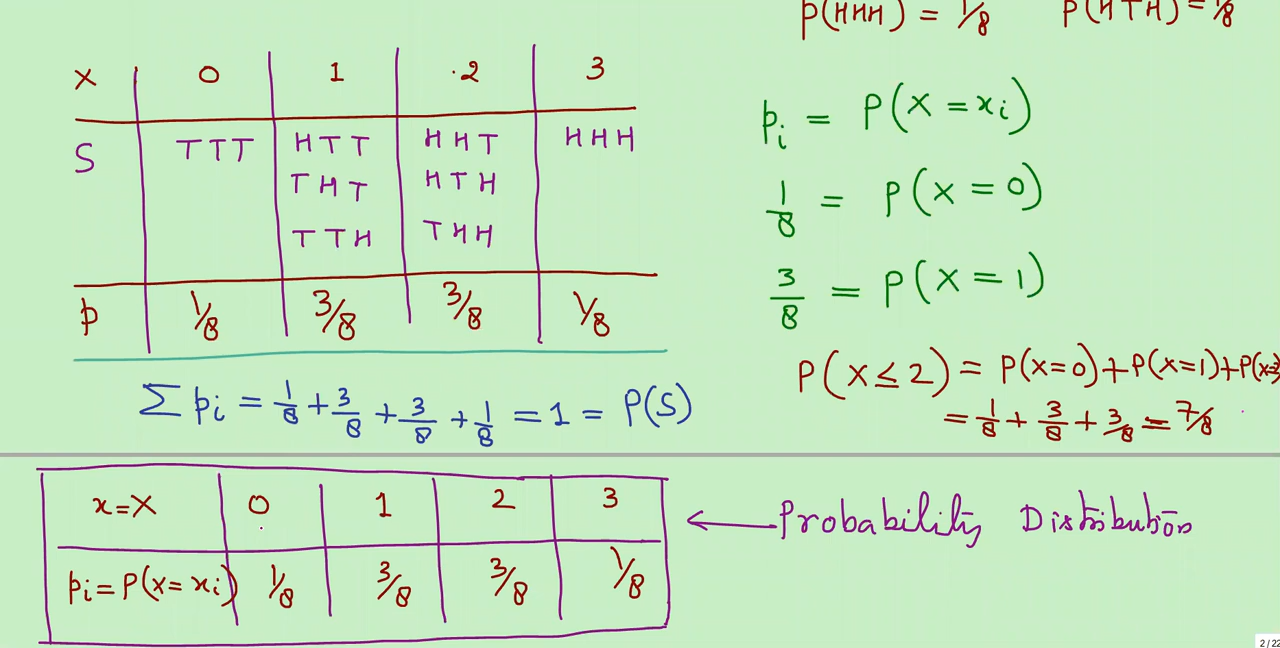 P(HHH) = 1/8 P(HTH) = 1/8
X 0 1 2 3
S TTT HTT HHT HHH
THT HTH
TTH THH
p 1/8 3/8 3/8 1/8
Σ pi = 1/8 + 3/8 + 3/8 + 1/8 = 1 = P(S)
pi = P(X = xi)
1/8 = P(X = 0)
3/8 = P(X = 1)
P(X ≤ 2) = P(X=0) + P(X=1) + P(X=
= 1/8 + 3/8 + 3/8 = 7/8
x=X 0 1 2 3
pi = P(X = xi) 1/8 3/8 3/8 1/8
← Probability Distribution
2 / 22